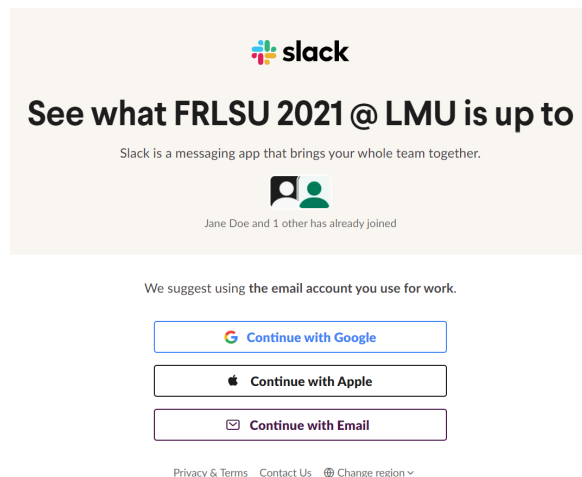 slack
See what FRLSU 2021 @ LMU is up to
Slack is a messaging app that brings your whole team together.
Jane Doe and 1 other has already joined
We suggest using the email account you use for work.
Continue with Google
Continue with Apple
Continue with Email
Privacy & Terms Contact Us Change region